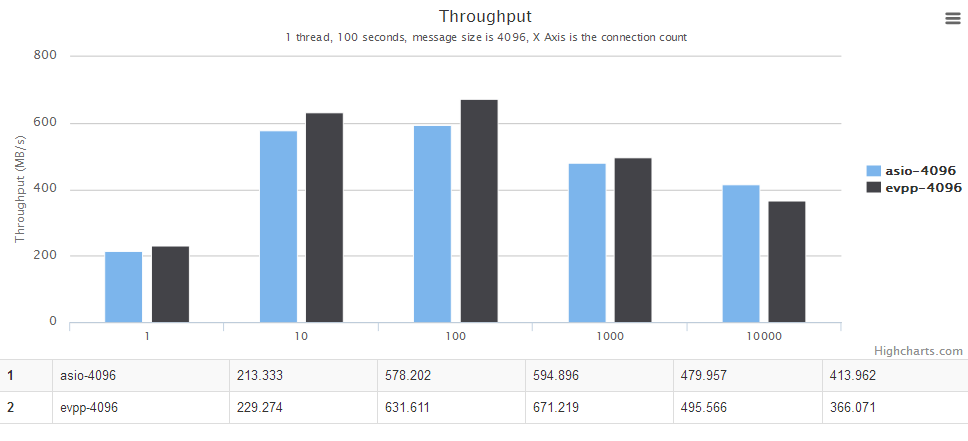 Throughput
1 thread, 100 seconds, message size is 4096, X Axis is the connection count
Throughput (MB/s)
800
600
400
200
0
1 10 100 1000 10000
asio-4096
evpp-4096
Highcharts.com
1 asio-4096 213.333 578.202 594.896 479.957 413.962
2 evpp-4096 229.274 631.611 671.219 495.566 366.071